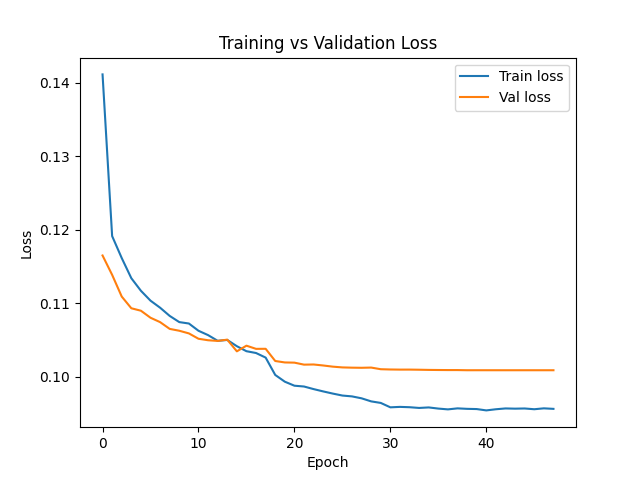 Training vs Validation Loss
Train loss
Val loss
0.14
0.13
0.12
0.11
0.10
Loss
0 10 20 30 40
Epoch